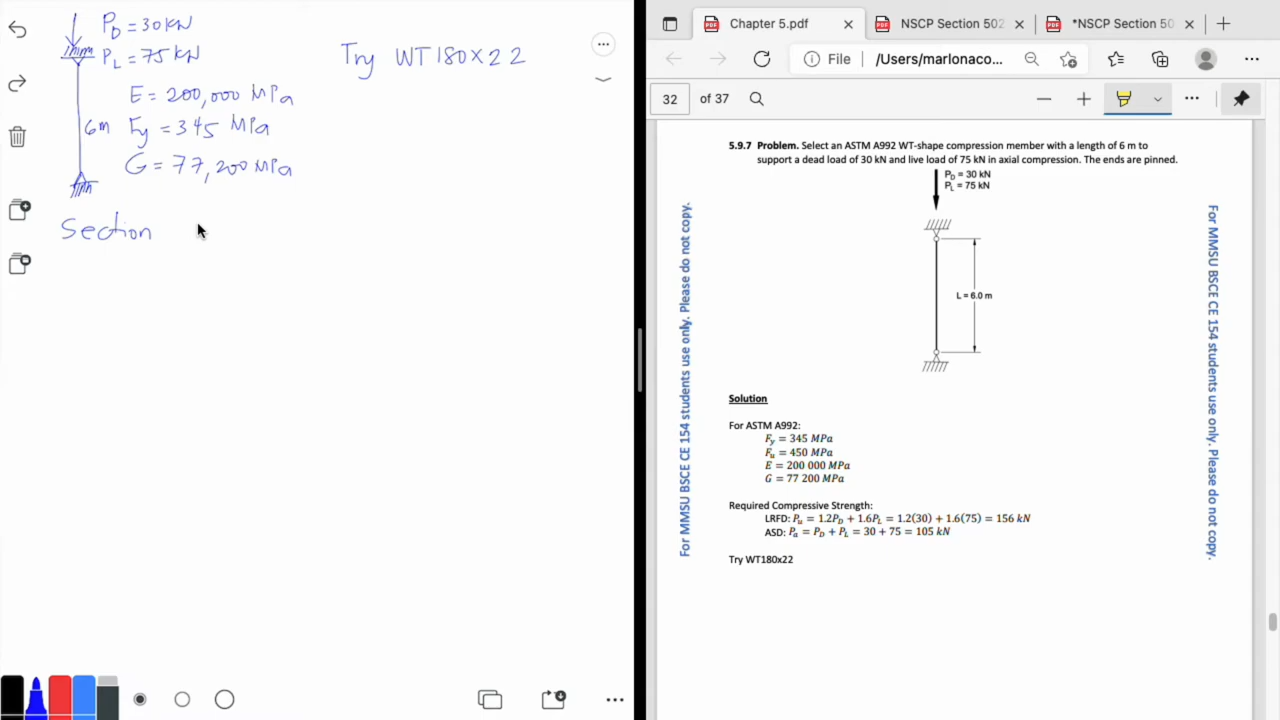 P_D = 30 KN
P_L = 75 KN
E = 200,000 MPa
6m Fy = 345 MPa
G = 77,200 MPa
Section
Try WT 180X22
Chapter 5.pdf
NSCP Section 502
*NSCP Section 50
File
/Users/marlonaco...
32 of 37
5.9.7 Problem. Select an ASTM A992 WT-shape compression member with a length of 6 m to
support a dead load of 30 kN and live load of 75 kN in axial compression. The ends are pinned.
P_D = 30 kN
P_L = 75 kN
L = 6.0 m
Solution
For ASTM A992:
F_y = 345 MPa
F_u = 450 MPa
E = 200 000 MPa
G = 77 200 MPa
Required Compressive Strength:
LRFD: P_u = 1.2P_D + 1.6P_L = 1.2(30) + 1.6(75) = 156 kN
ASD: P_a = P_D + P_L = 30 + 75 = 105 kN
Try WT180x22
For MMSU BSCE CE 154 students use only. Please do not copy.
For MMSU BSCE CE 154 students use only. Please do not copy.